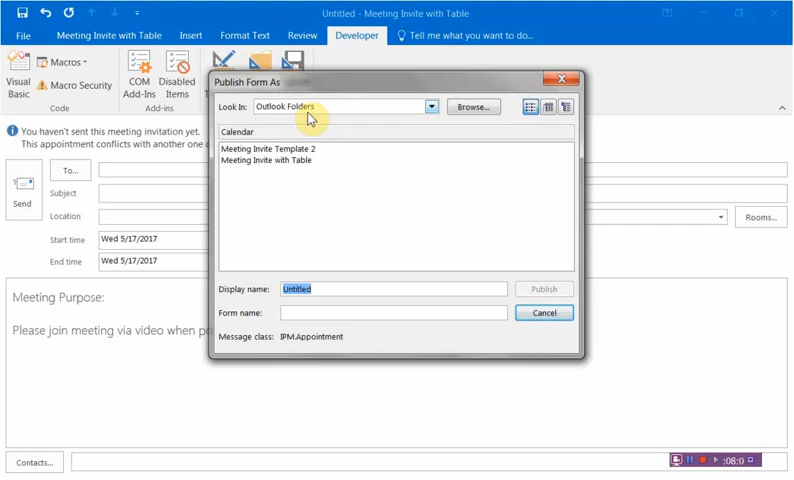 Untitled - Meeting Invite with Table
File Meeting Invite with Table Insert Format Text Review Developer Tell me what you want to do...
Visual Basic
Macros
Macro Security
Code
COM Add-Ins
Disabled Items
Add-ins
Publish Form As
Look In: Outlook Folders Browse...
Calendar
Meeting Invite Template 2
Meeting Invite with Table
Display name: Untitled Publish
Form name: Cancel
Message class: IPM.Appointment
You haven't sent this meeting invitation yet.
This appointment conflicts with another one
Send
To...
Subject
Location Rooms...
Start time Wed 5/17/2017
End time Wed 5/17/2017
Meeting Purpose:
Please join meeting via video when
Contacts...
:08:0